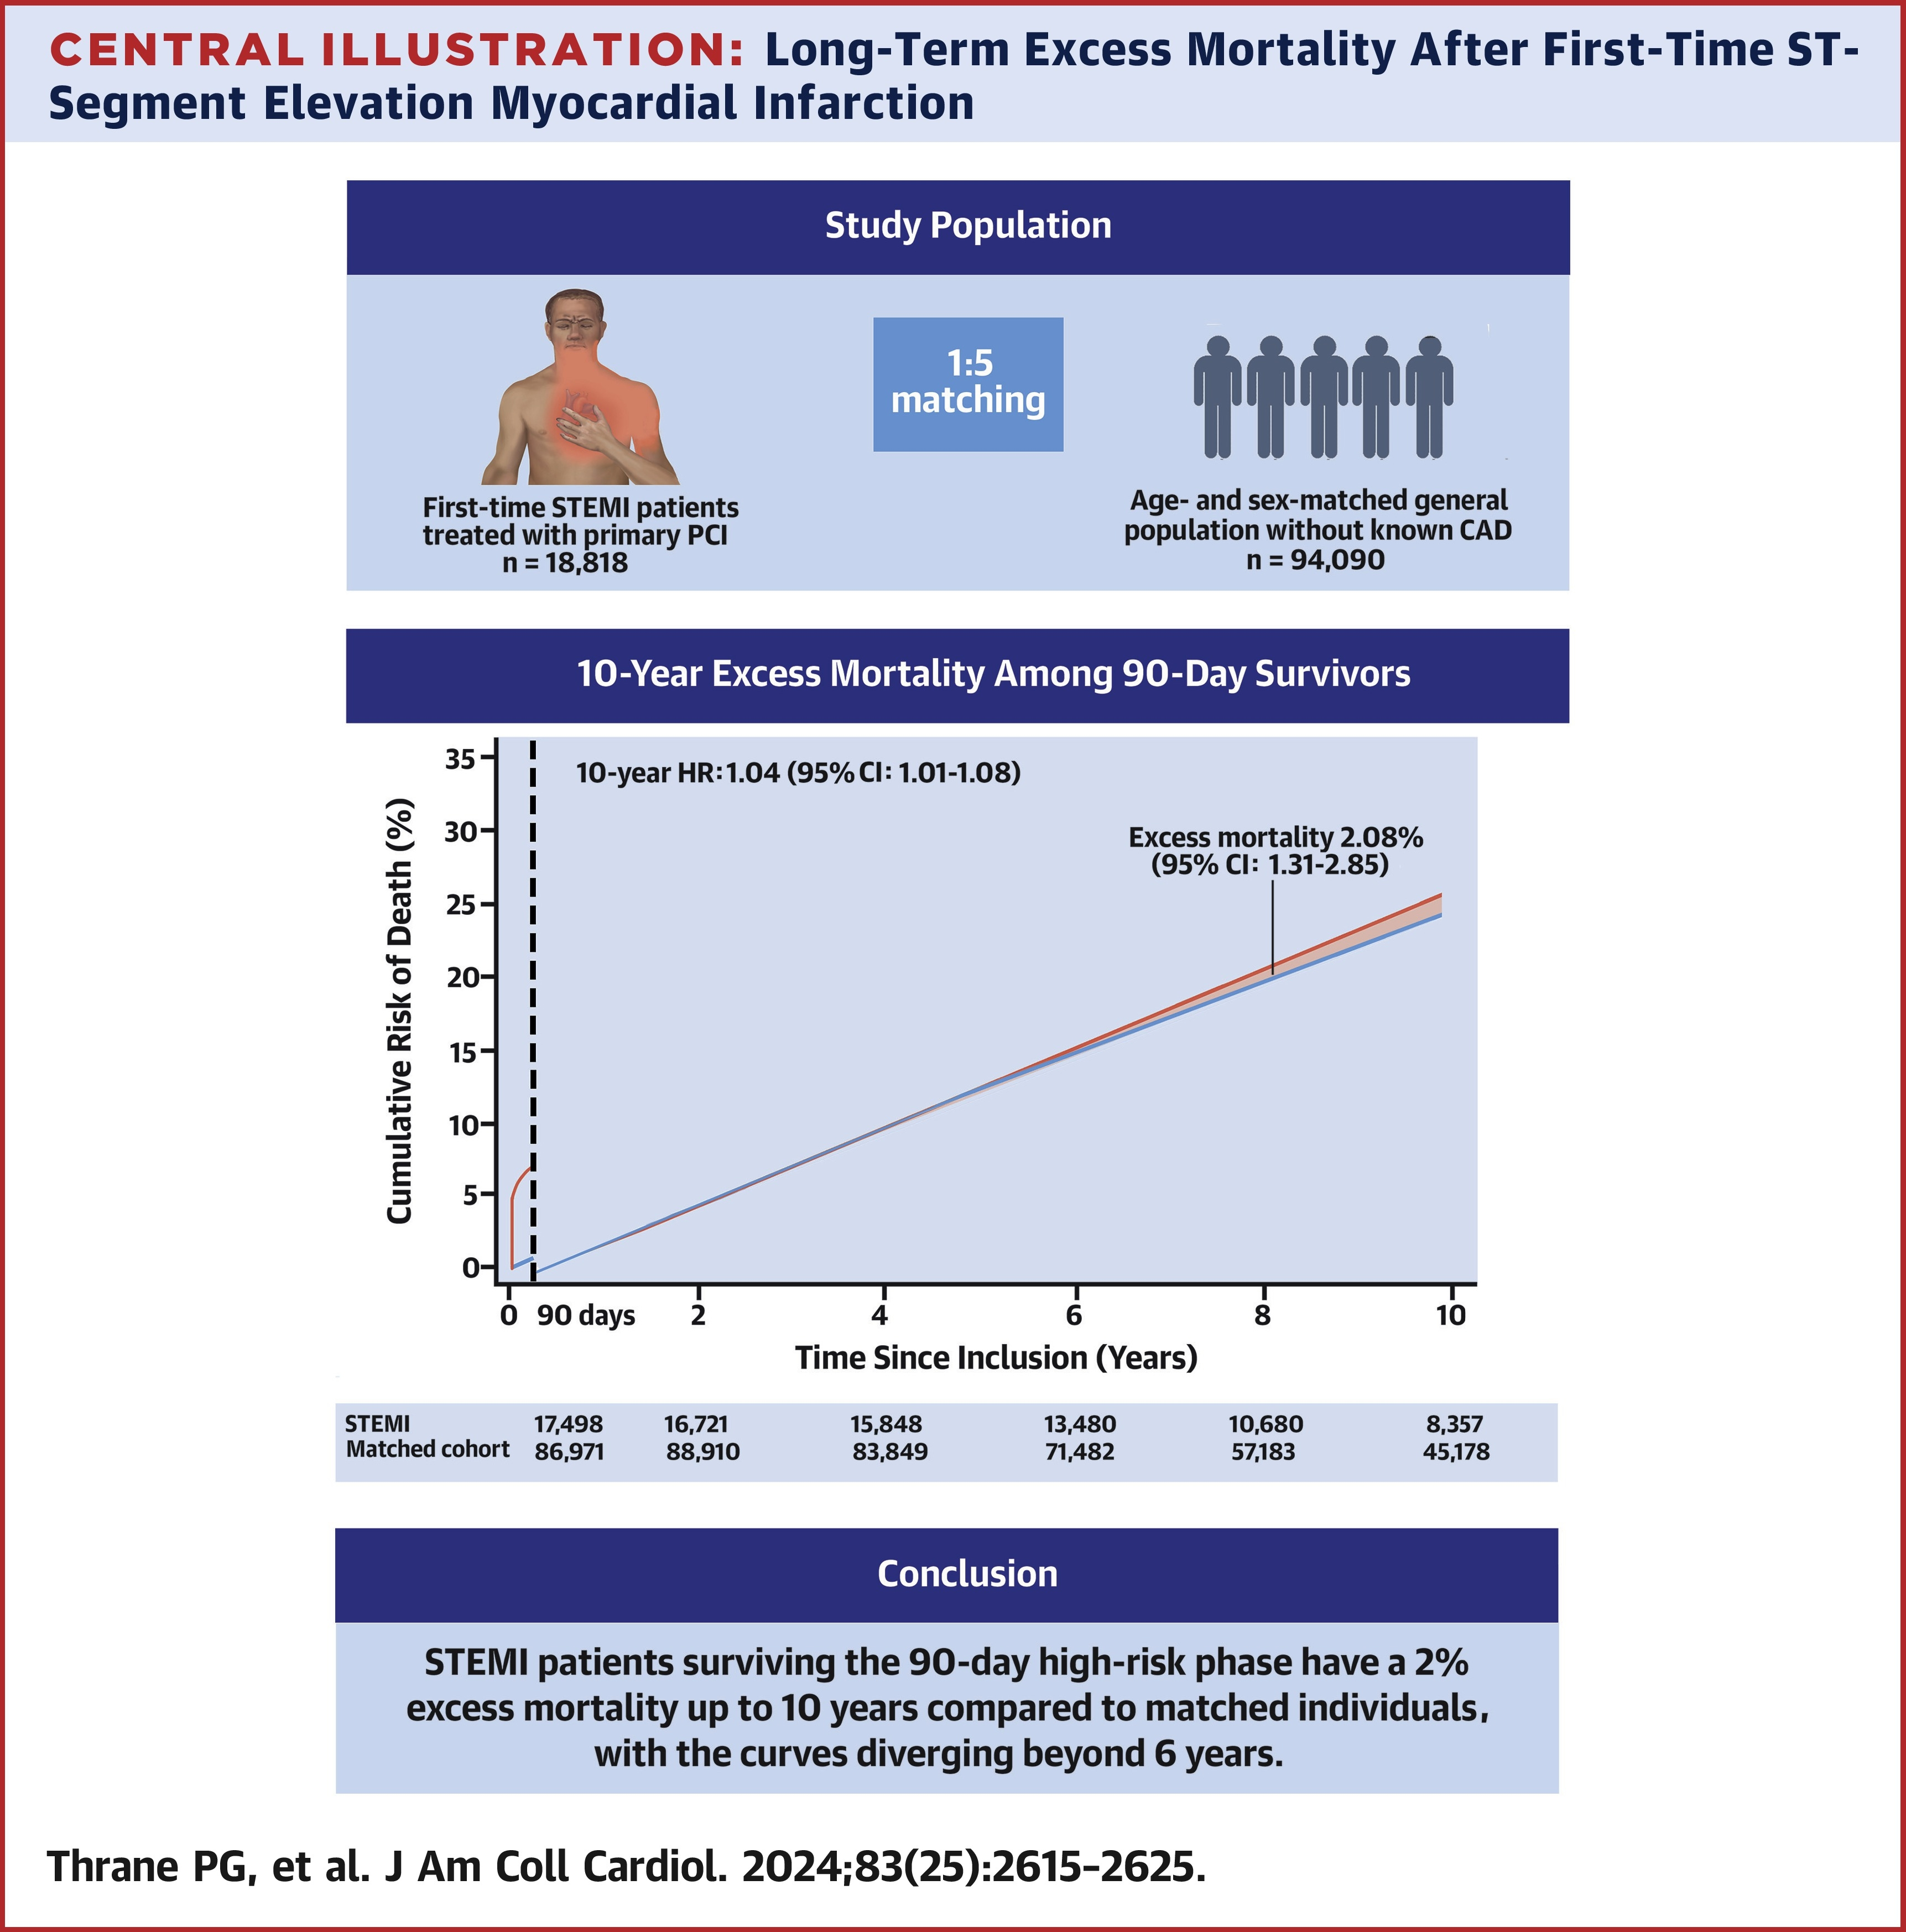 CENTRAL ILLUSTRATION: Long-Term Excess Mortality After First-Time ST-
Segment Elevation Myocardial Infarction
Study Population
1:5
matching
First-time STEMI patients
treated with primary PCI
n = 18,818
Age- and sex-matched general
population without known CAD
n = 94,090
10-Year Excess Mortality Among 90-Day Survivors
Cumulative Risk of Death (%)
35
30
25
20
15
10
5
0
10-year HR: 1.04 (95% CI: 1.01-1.08)
Excess mortality 2.08%
(95% CI: 1.31-2.85)
0 90 days 2 4 6 8 10
Time Since Inclusion (Years)
STEMI 17,498 16,721 15,848 13,480 10,680 8,357
Matched cohort 86,971 88,910 83,849 71,482 57,183 45,178
Conclusion
STEMI patients surviving the 90-day high-risk phase have a 2%
excess mortality up to 10 years compared to matched individuals,
with the curves diverging beyond 6 years.
Thrane PG, et al. J Am Coll Cardiol. 2024;83(25):2615–2625.